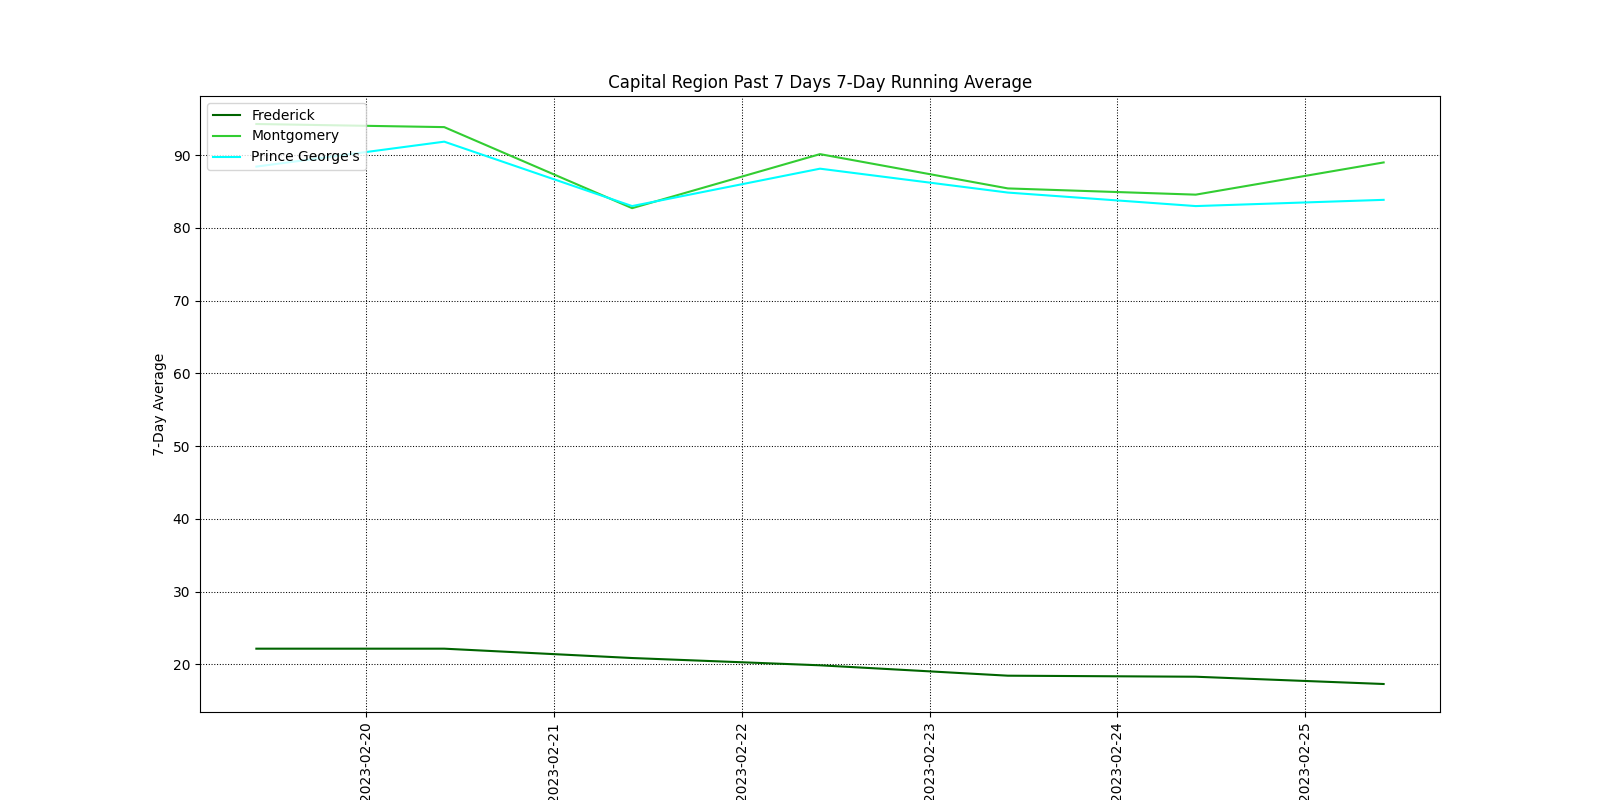 Capital Region Past 7 Days 7-Day Running Average
Frederick
Montgomery
Prince George's
90
80
70
60
50
40
30
20
7-Day Average
2023-02-20
2023-02-21
2023-02-22
2023-02-23
2023-02-24
2023-02-25